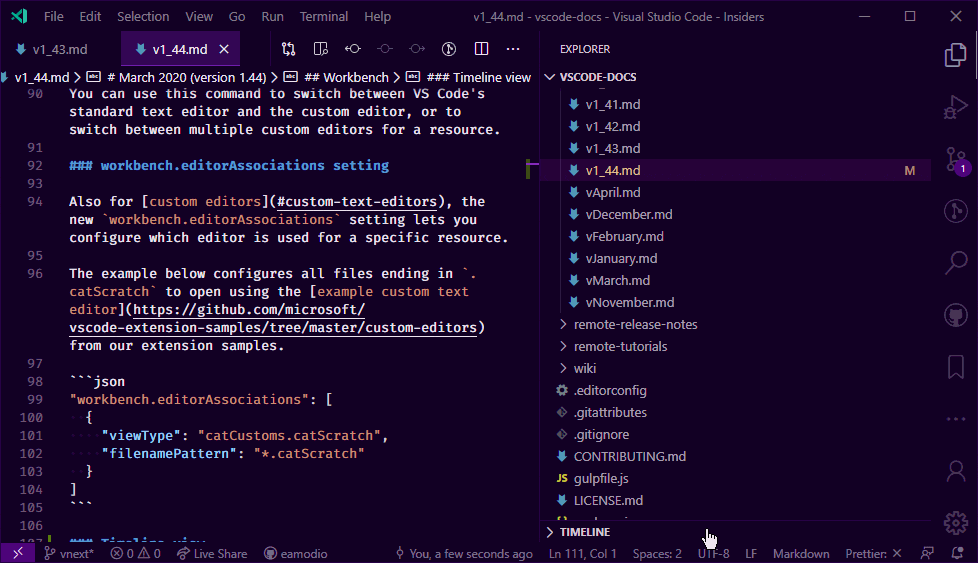 File Edit Selection View Go Run Terminal Help v1_44.md - vscode-docs - Visual Studio Code - Insiders
v1_43.md v1_44.md
v1_44.md > # March 2020 (version 1.44) > ## Workbench > ### Timeline view
90 You can use this command to switch between VS Code's
standard text editor and the custom editor, or to
switch between multiple custom editors for a resource.
91
92 ### workbench.editorAssociations setting
93
94 Also for [custom editors](#custom-text-editors), the
new `workbench.editorAssociations` setting lets you
configure which editor is used for a specific resource.
95
96 The example below configures all files ending in `.
catScratch` to open using the [example custom text
editor](https://github.com/microsoft/
vscode-extension-samples/tree/master/custom-editors)
from our extension samples.
97
98 ```json
99 "workbench.editorAssociations": [
100 {
101 "viewType": "catCustoms.catScratch",
102 "filenamePattern": "*.catScratch"
103 }
104 ]
105 ```
106
107 ### Timeline view
EXPLORER
VSCODE-DOCS
v1_41.md
v1_42.md
v1_43.md
v1_44.md M
vApril.md
vDecember.md
vFebruary.md
vJanuary.md
vMarch.md
vNovember.md
remote-release-notes
remote-tutorials
wiki
.editorconfig
.gitattributes
.gitignore
CONTRIBUTING.md
JS gulpfile.js
LICENSE.md
TIMELINE
1
vnext* 0 0 Live Share eamodio You, a few seconds ago Ln 111, Col 1 Spaces: 2 UTF-8 LF Markdown Prettier: ×